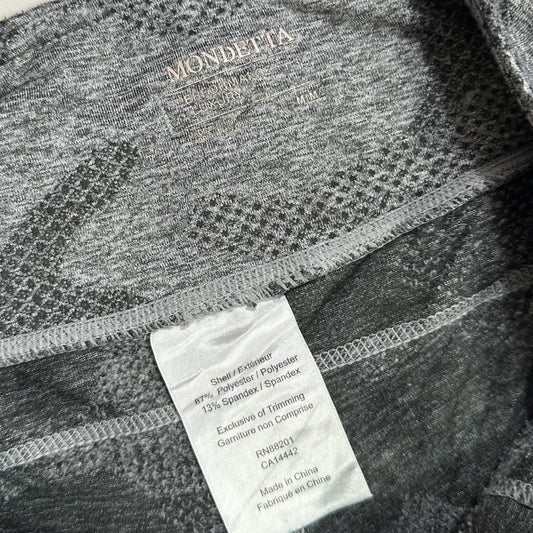 MONDETTA
Shell / Extérieur
87% Polyester / Polyester
13% Spandex / Spandex
Exclusive of Trimming
Garniture non Comprise
RN88201
CA14442
Made in China
Fabriqué en Chine